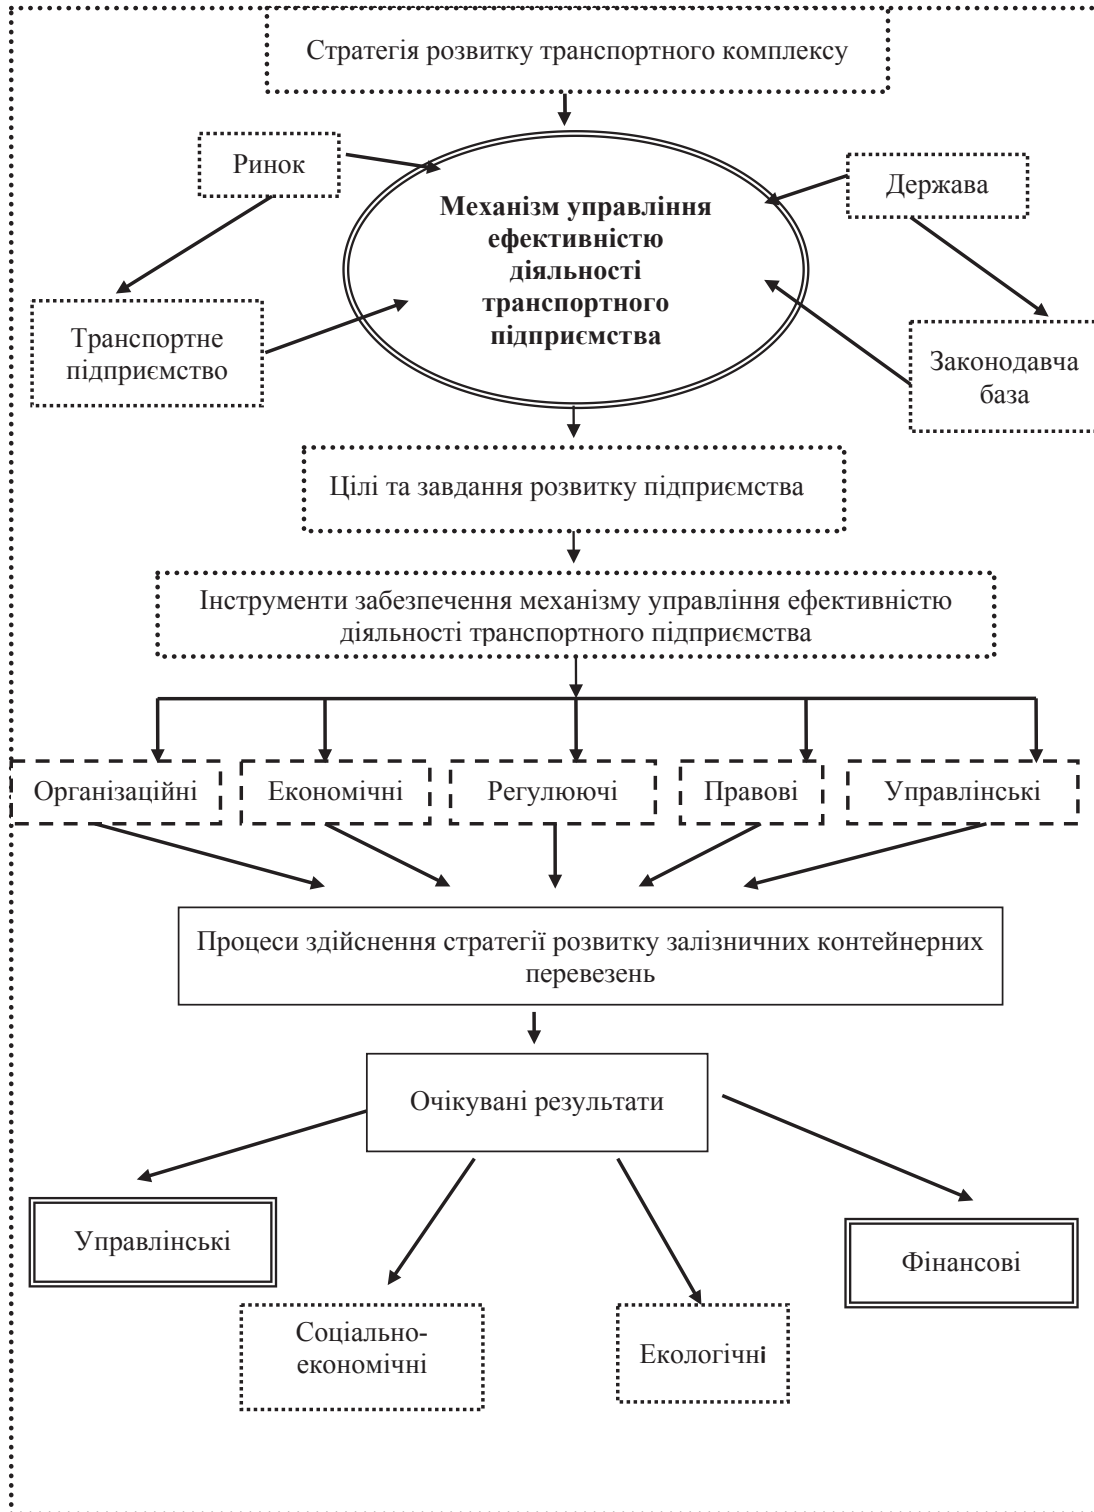 Стратегія розвитку транспортного комплексу
Ринок
Держава
Механізм управління
ефективністю
діяльності
транспортного
підприємства
Транспортне
підприємство
Законодавча
база
Цілі та завдання розвитку підприємства
Інструменти забезпечення механізму управління ефективністю
діяльності транспортного підприємства
Організаційні
Економічні
Регулюючі
Правові
Управлінські
Процеси здійснення стратегії розвитку залізничних контейнерних
перевезень
Очікувані результати
Управлінські
Фінансові
Соціально-
економічні
Екологічні